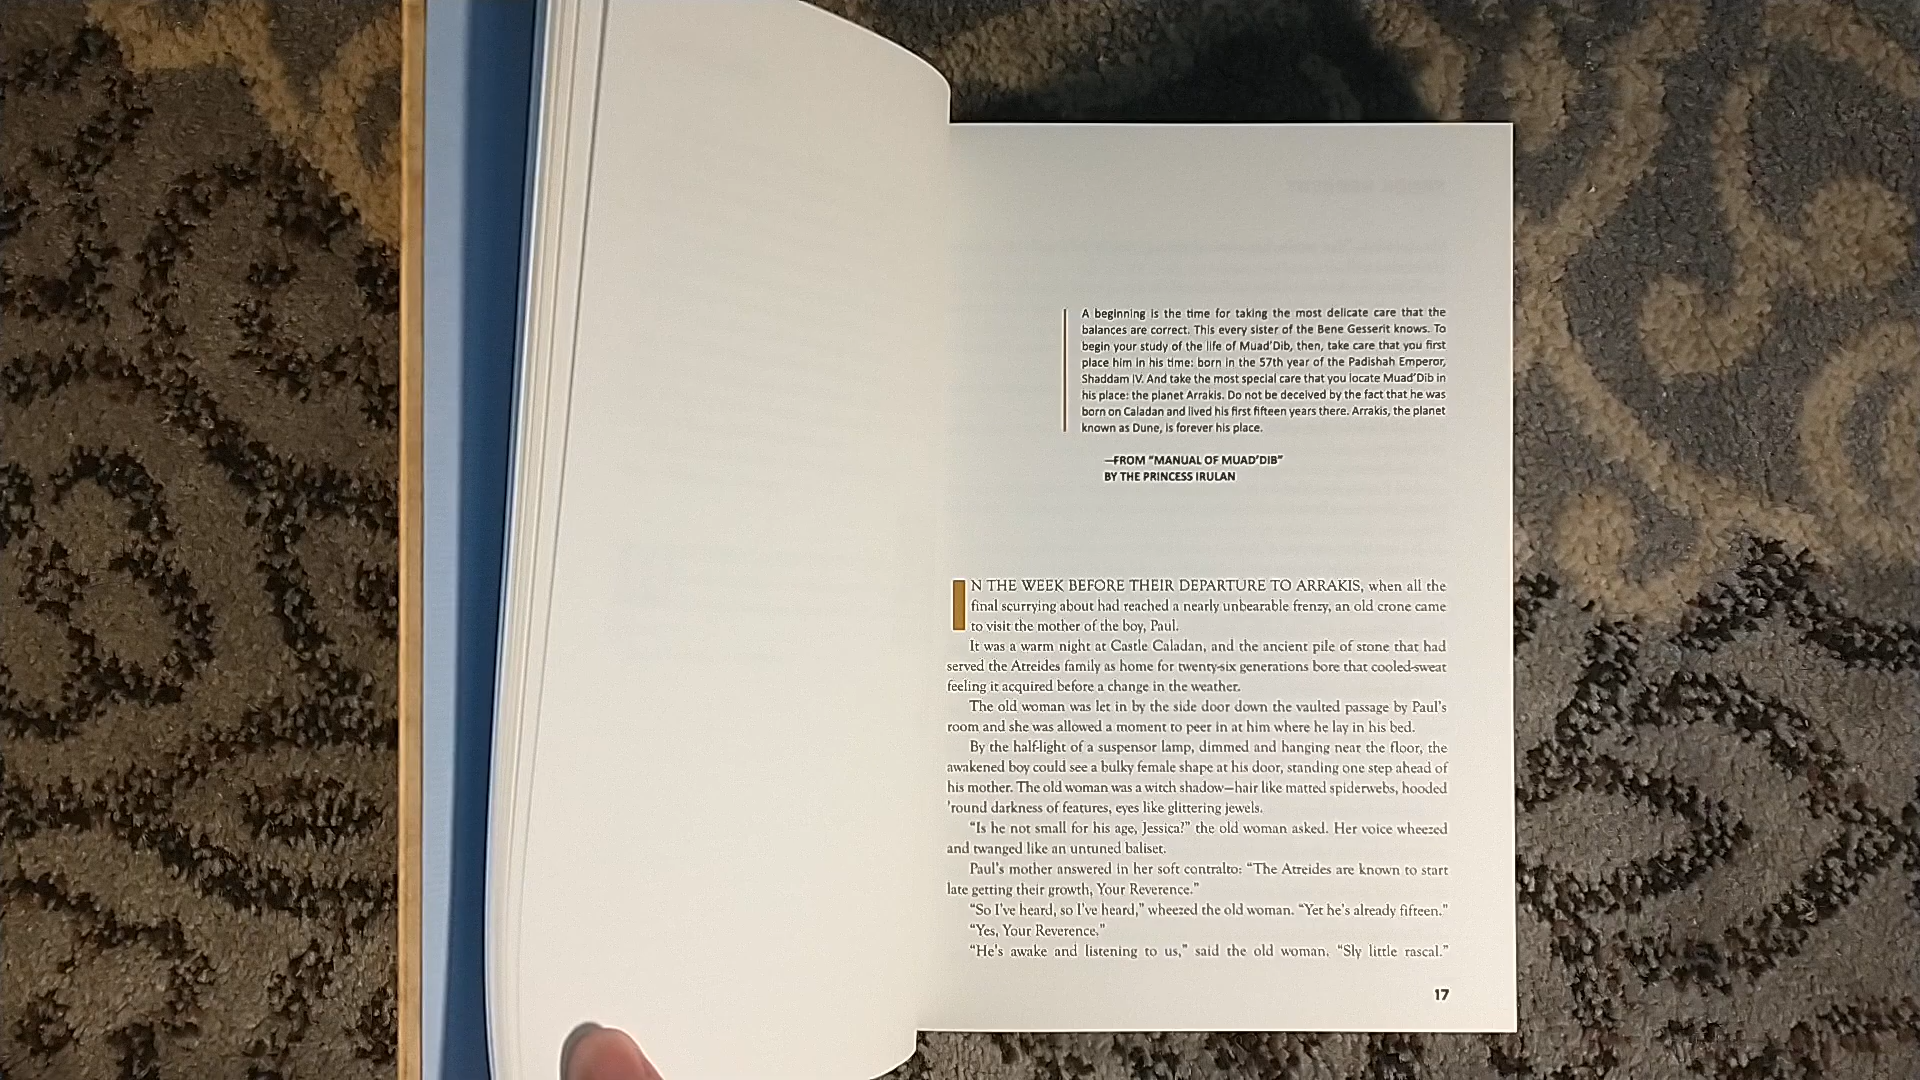 A beginning is the time for taking the most delicate care that the
balances are correct. This every sister of the Bene Gesserit knows. To
begin your study of the life of Muad'Dib, then, take care that you first
place him in his time: born in the 57th year of the Padishah Emperor,
Shaddam IV. And take the most special care that you locate Muad'Dib in
his place: the planet Arrakis. Do not be deceived by the fact that he was
born on Caladan and lived his first fifteen years there. Arrakis, the planet
known as Dune, is forever his place.
—FROM "MANUAL OF MUAD'DIB"
BY THE PRINCESS IRULAN
IN THE WEEK BEFORE THEIR DEPARTURE TO ARRAKIS, when all the
final scurrying about had reached a nearly unbearable frenzy, an old crone came
to visit the mother of the boy, Paul.
It was a warm night at Castle Caladan, and the ancient pile of stone that had
served the Atreides family as home for twenty-six generations bore that cooled-sweat
feeling it acquired before a change in the weather.
The old woman was let in by the side door down the vaulted passage by Paul's
room and she was allowed a moment to peer in at him where he lay in his bed.
By the half-light of a suspensor lamp, dimmed and hanging near the floor, the
awakened boy could see a bulky female shape at his door, standing one step ahead of
his mother. The old woman was a witch shadow—hair like matted spiderwebs, hooded
'round darkness of features, eyes like glittering jewels.
"Is he not small for his age, Jessica?" the old woman asked. Her voice wheezed
and twanged like an untuned baliset.
Paul's mother answered in her soft contralto: "The Atreides are known to start
late getting their growth, Your Reverence."
"So I've heard, so I've heard," wheezed the old woman. "Yet he's already fifteen."
"Yes, Your Reverence."
"He's awake and listening to us," said the old woman. "Sly little rascal."
17